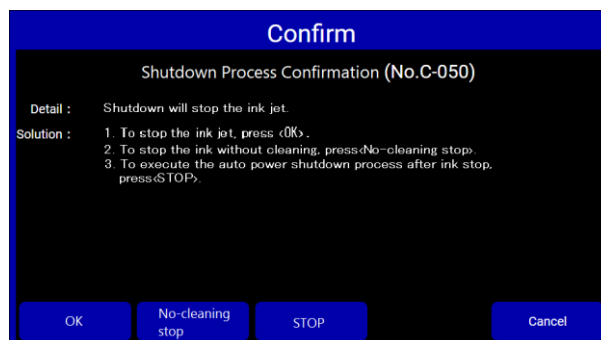 Confirm
Shutdown Process Confirmation (No.C-050)
Detail : Shutdown will stop the ink jet.
Solution : 1. To stop the ink jet, press <OK>.
2. To stop the ink without cleaning, press<No-cleaning stop>.
3. To execute the auto power shutdown process after ink stop,
press<STOP>.
OK
No-cleaning
stop
STOP
Cancel